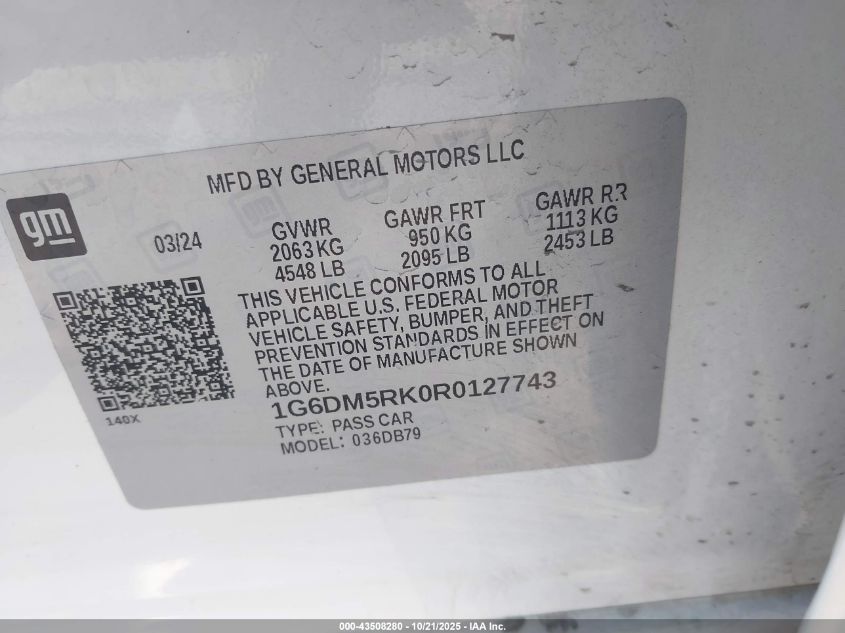 MFD BY GENERAL MOTORS LLC
gm
03/24
GVWR
2063 KG
4548 LB
GAWR FRT
950 KG
2095 LB
GAWR RR
1113 KG
2453 LB
THIS VEHICLE CONFORMS TO ALL
APPLICABLE U.S. FEDERAL MOTOR
VEHICLE SAFETY, BUMPER, AND THEFT
PREVENTION STANDARDS IN EFFECT ON
THE DATE OF MANUFACTURE SHOWN
ABOVE.
1G6DM5RK0R0127743
TYPE: PASS CAR
MODEL: 036DB79
140X
000-43508280 - 10/21/2025 - IAA Inc.